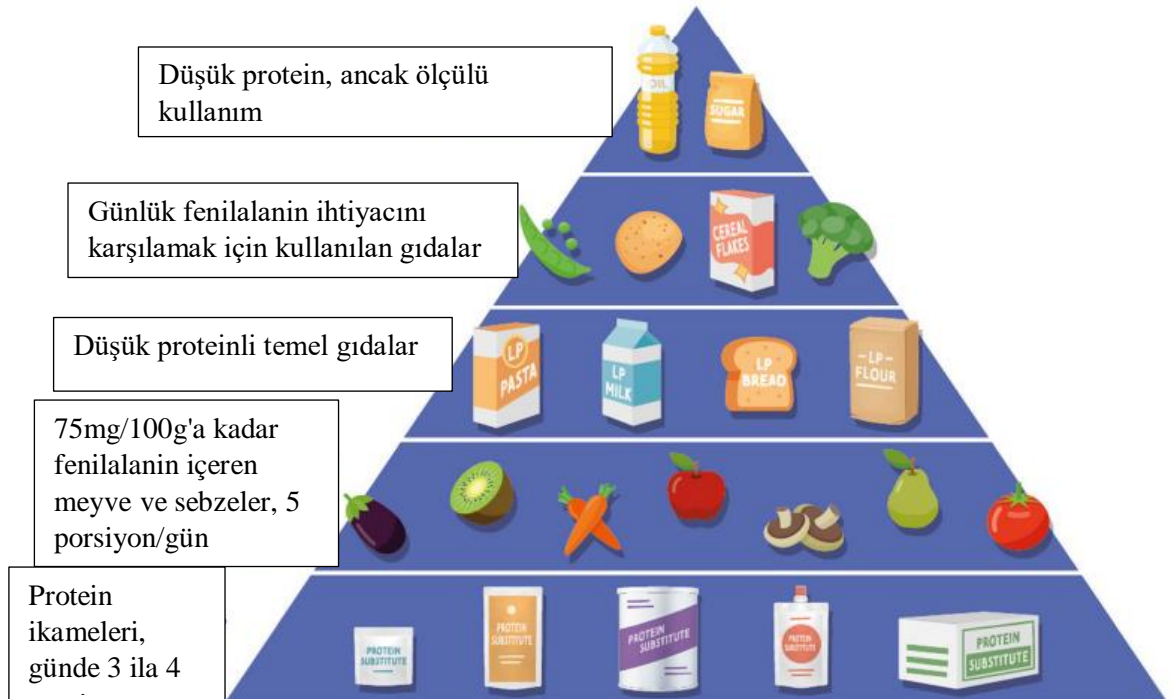 Düşük protein, ancak ölçülü
kullanım
OIL
SUGAR
Günlük fenilalanin ihtiyacını
karşılamak için kullanılan gıdalar
CEREAL
FLAKES
Düşük proteinli temel gıdalar
LP
PASTA
LP
MILK
LP
BREAD
-LP-
FLOUR
75mg/100g'a kadar
fenilalanin içeren
meyve ve sebzeler, 5
porsiyon/gün
Protein
ikameleri,
günde 3 ila 4
PROTEIN
SUBSTITUTE
PROTEIN
SUBSTITUTE
PROTEIN
SUBSTITUTE
PROTEIN
SUBSTITUTE
PROTEIN
SUBSTITUTE